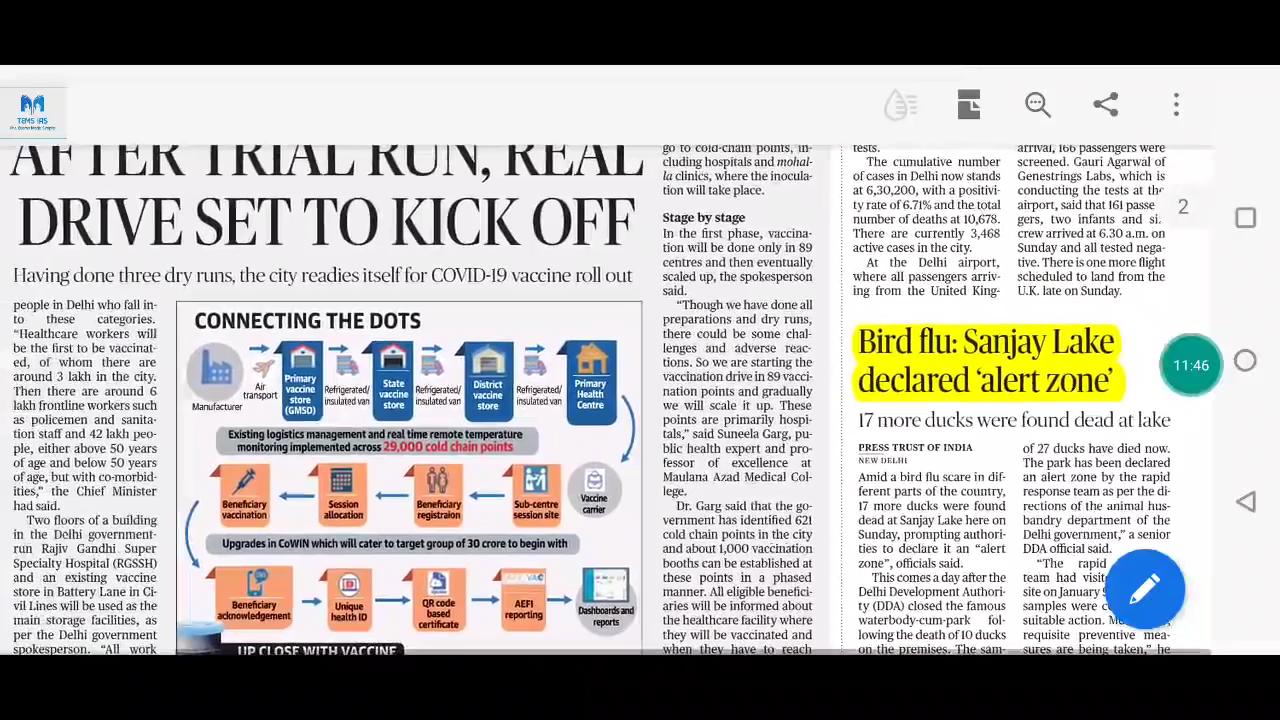 TEMS IAS
AFTER TRIAL RUN, REAL
DRIVE SET TO KICK OFF
Having done three dry runs, the city readies itself for COVID-19 vaccine roll out
people in Delhi who fall in-
to these categories.
“Healthcare workers will
be the first to be vaccinat-
ed, of whom there are
around 3 lakh in the city.
Then there are around 6
lakh frontline workers such
as policemen and sanita-
tion staff and 42 lakh peo-
ple, either above 50 years
of age and below 50 years
of age, but with co-morbid-
ities,” the Chief Minister
had said.
Two floors of a building
in the Delhi government-
run Rajiv Gandhi Super
Specialty Hospital (RGSSH)
and an existing vaccine
store in Battery Lane in Ci-
vil Lines will be used as the
main storage facilities, as
per the Delhi government
spokesperson. “All work
CONNECTING THE DOTS
Manufacturer
Air
transport
Primary
vaccine
store
(GMSD)
Refrigerated/
insulated van
State
vaccine
store
Refrigerated/
insulated van
District
vaccine
store
Refrigerated/
insulated van
Primary
Health
Centre
Existing logistics management and real time remote temperature
monitoring implemented across 29,000 cold chain points
Beneficiary
vaccination
Session
allocation
Beneficiary
registraion
Sub-centre
session site
Vaccine
carrier
Upgrades in CoWIN which will cater to target group of 30 crore to begin with
Beneficiary
acknowledgement
Unique
health ID
QR code
based
certificate
AEFI
reporting
Dashboards and
reports
UP CLOSE WITH VACCINE
go to cold-chain points, in-
cluding hospitals and mohal-
la clinics, where the inocula-
tion will take place.
Stage by stage
In the first phase, vaccina-
tion will be done only in 89
centres and then eventually
scaled up, the spokesperson
said.
“Though we have done all
preparations and dry runs,
there could be some chal-
lenges and adverse reac-
tions. So we are starting the
vaccination drive in 89 vacci-
nation points and gradually
we will scale it up. These
points are primarily hospi-
tals,” said Suneela Garg, pu-
blic health expert and pro-
fessor of excellence at
Maulana Azad Medical Col-
lege.
Dr. Garg said that the go-
vernment has identified 621
cold chain points in the city
and about 1,000 vaccination
booths can be established at
these points in a phased
manner. All eligible benefici-
aries will be informed about
the healthcare facility where
they will be vaccinated and
when they have to reach
tests.
The cumulative number
of cases in Delhi now stands
at 6,30,200, with a positivi-
ty rate of 6.71% and the total
number of deaths at 10,678.
There are currently 3,468
active cases in the city.
At the Delhi airport,
where all passengers arriv-
ing from the United King-
arrival, 166 passengers were
screened. Gauri Agarwal of
Genestrings Labs, which is
conducting the tests at the
airport, said that 161 passe
gers, two infants and si
crew arrived at 6.30 a.m. on
Sunday and all tested nega-
tive. There is one more flight
scheduled to land from the
U.K. late on Sunday.
2
11:46
Bird flu: Sanjay Lake
declared ‘alert zone’
17 more ducks were found dead at lake
PRESS TRUST OF INDIA
NEW DELHI
Amid a bird flu scare in dif-
ferent parts of the country,
17 more ducks were found
dead at Sanjay Lake here on
Sunday, prompting authori-
ties to declare it an “alert
zone”, officials said.
This comes a day after the
Delhi Development Authori-
ty (DDA) closed the famous
waterbody-cum-park fol-
lowing the death of 10 ducks
on the premises. The sam-
of 27 ducks have died now.
The park has been declared
an alert zone by the rapid
response team as per the di-
rections of the animal hus-
bandry department of the
Delhi government,” a senior
DDA official said.
“The rapid
team had visit
site on January
samples were c
suitable action.
requisite preventive mea-
sures are being taken,” he